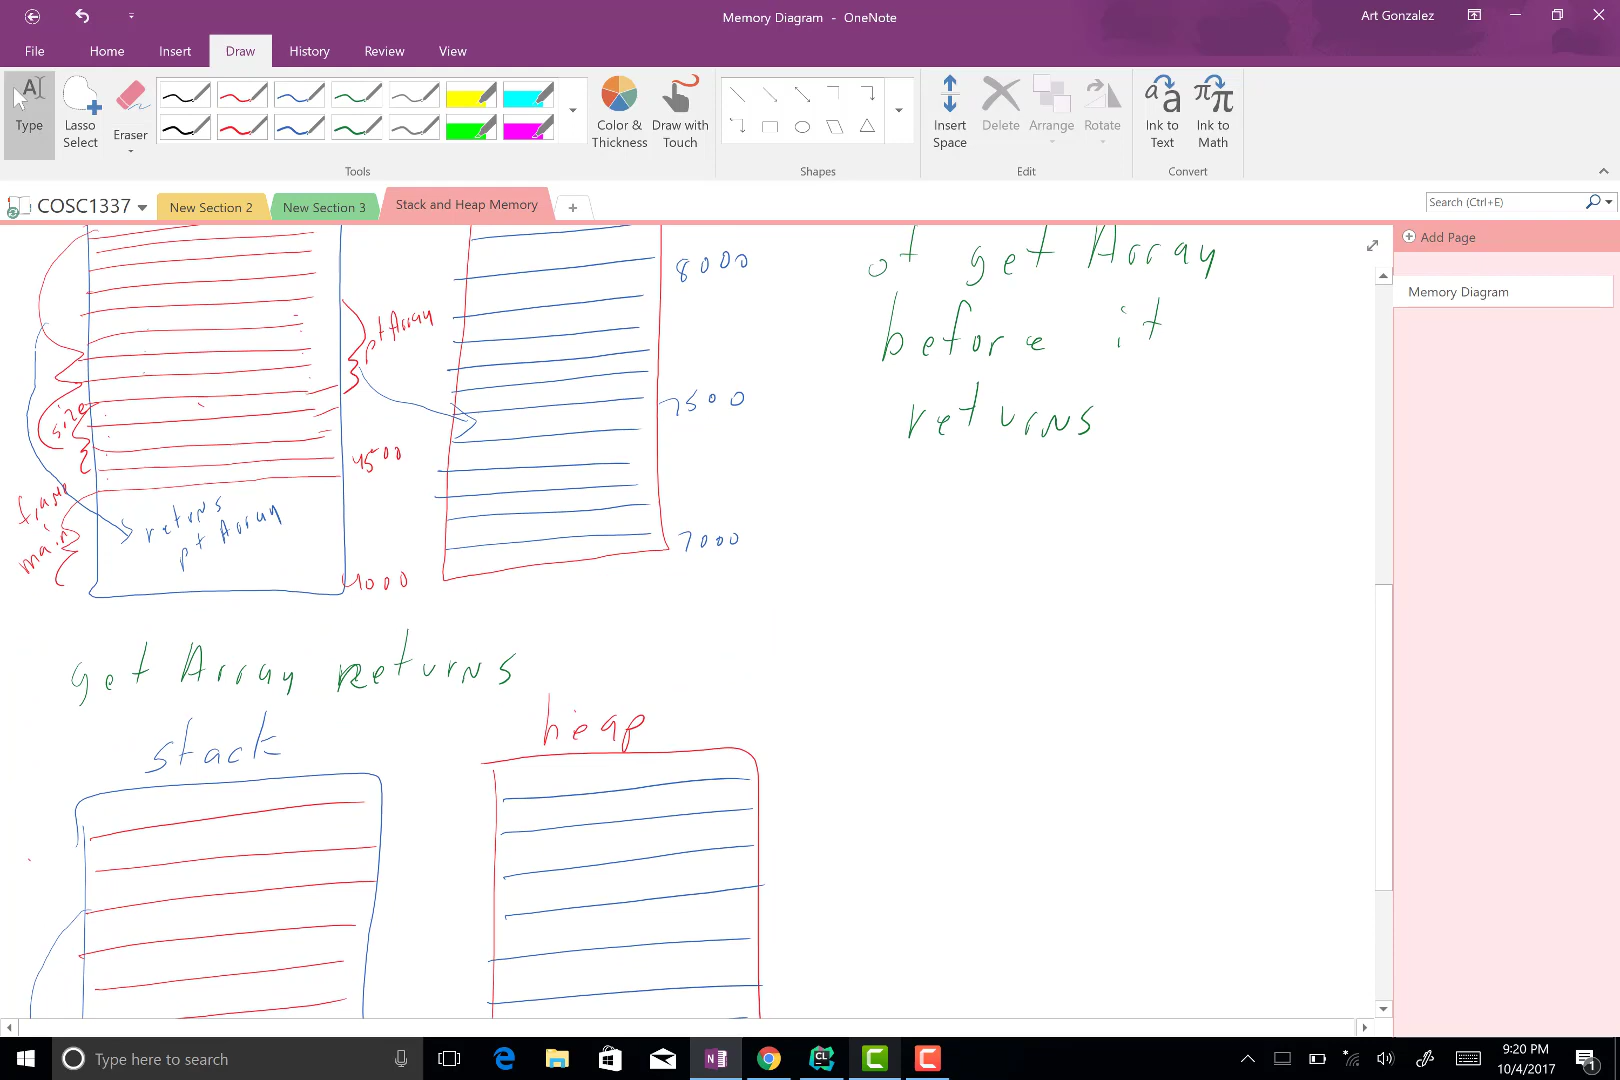 Memory Diagram - OneNote
Art Gonzalez
File
Home
Insert
Draw
History
Review
View
Type
Lasso Select
Eraser
Color & Thickness
Draw with Touch
Insert Space
Delete
Arrange
Rotate
Ink to Text
Ink to Math
Tools
Shapes
Edit
Convert
COSC1337
New Section 2
New Section 3
Stack and Heap Memory
Search (Ctrl+E)
Add Page
Memory Diagram
of get Array
before it
returns
8000
7500
7000
ptArray
size
4500
frame
main
returns
pt Array
4000
get Array returns
stack
heap
Type here to search
9:20 PM
10/4/2017